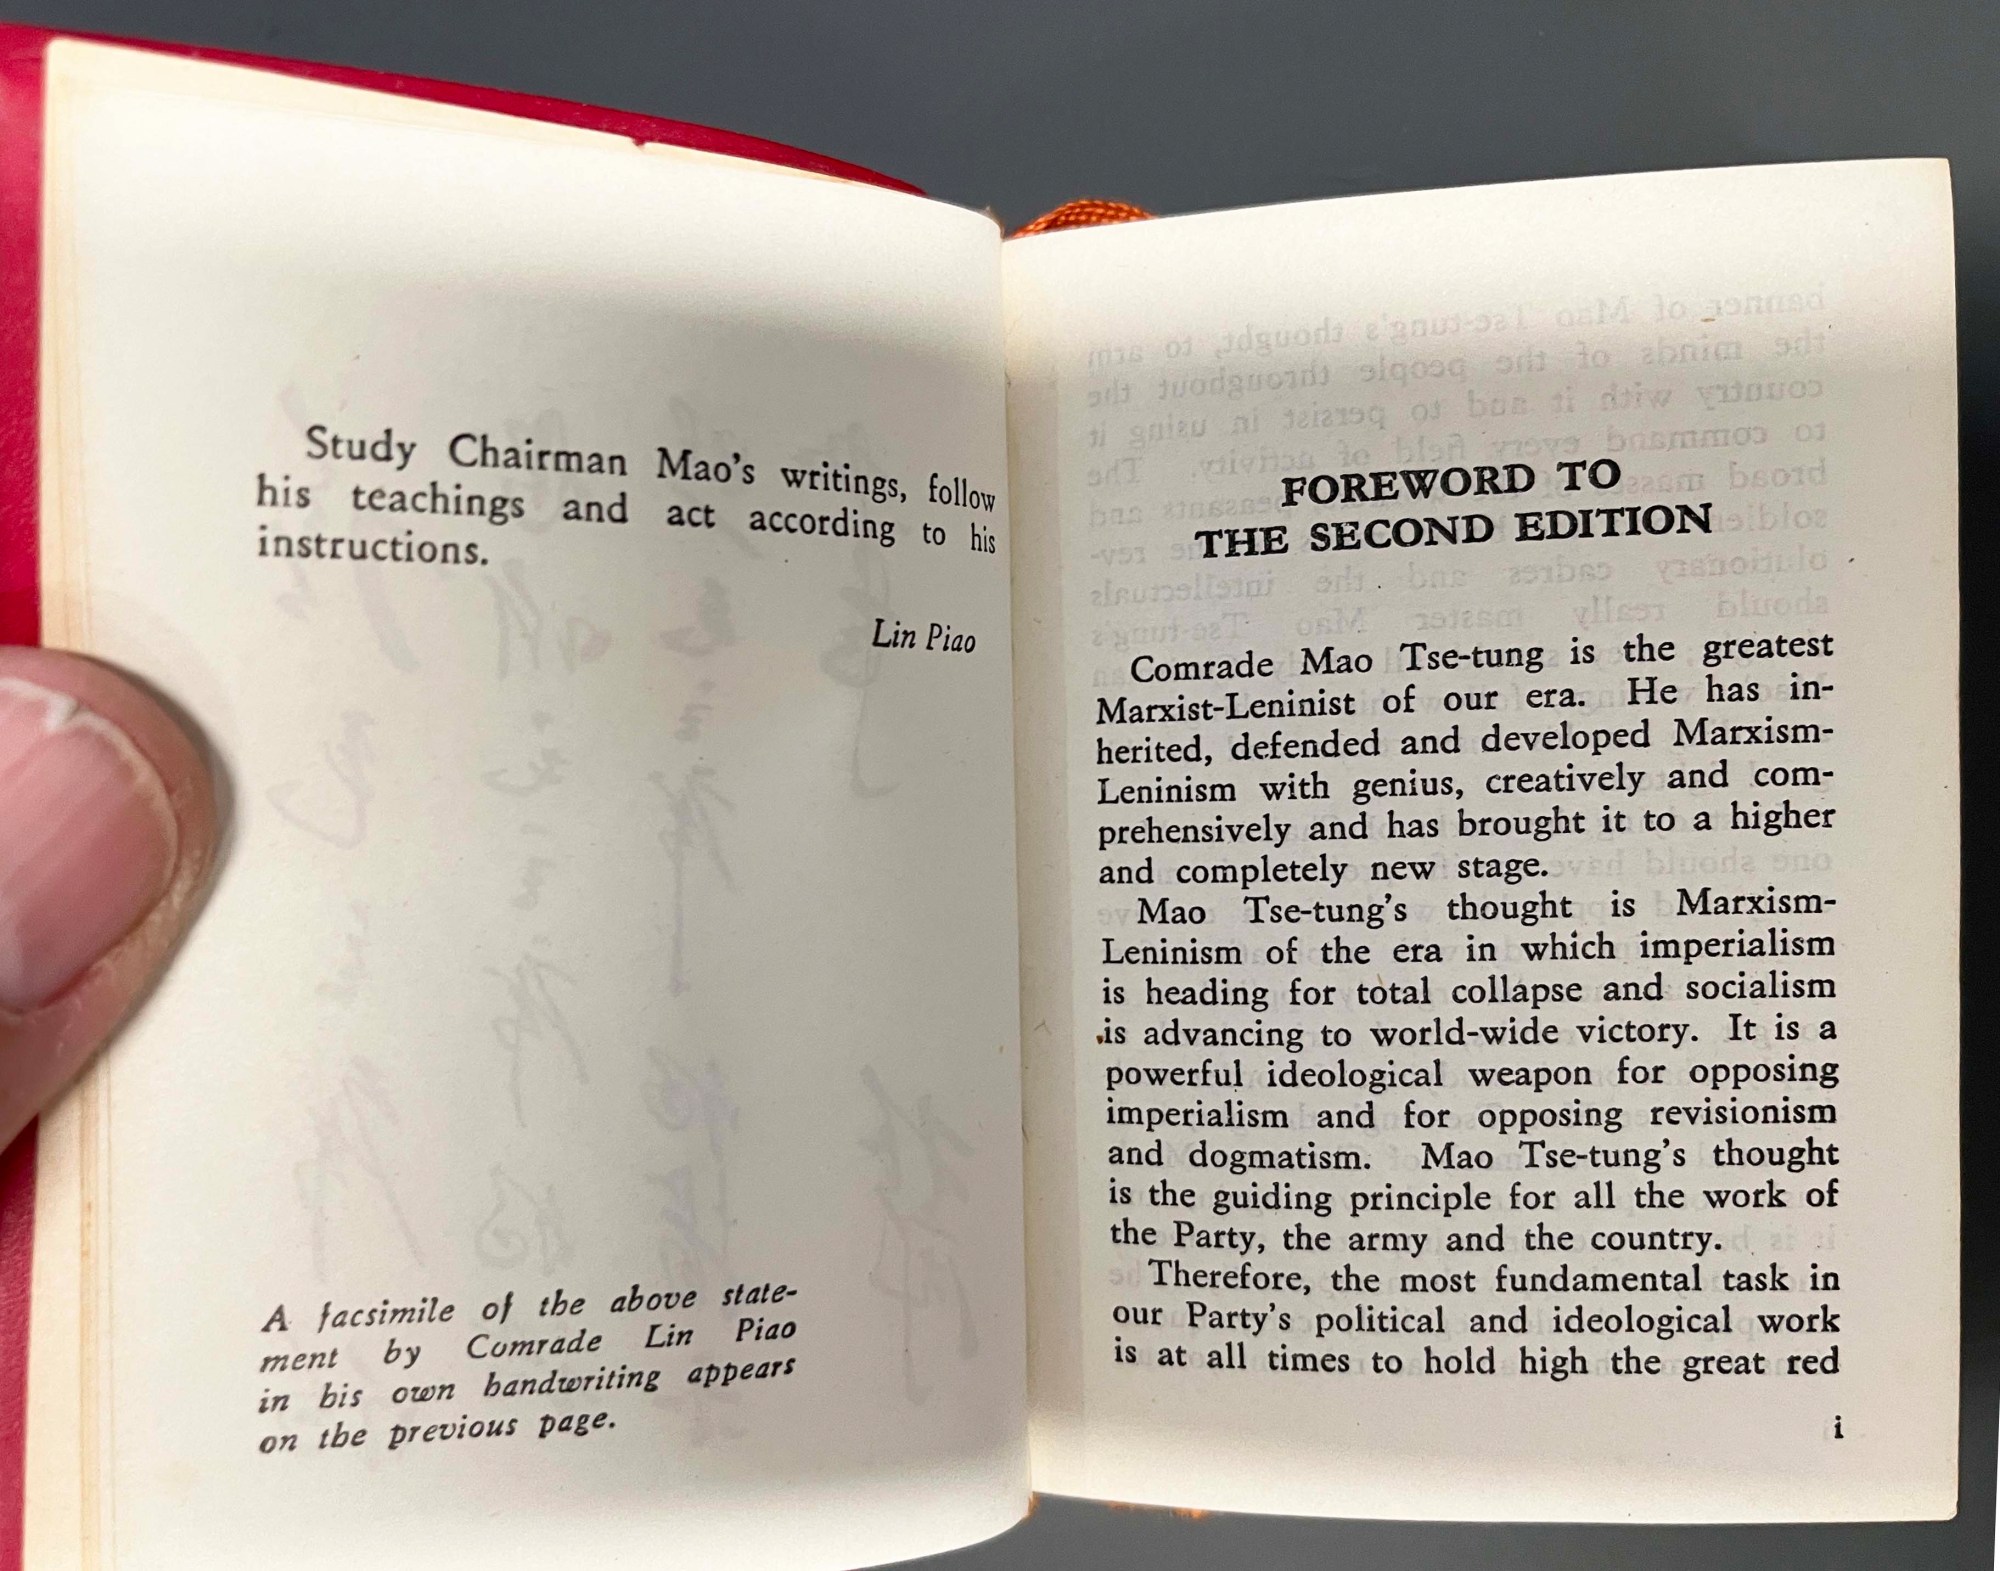 Study Chairman Mao's writings, follow
his teachings and act according to his
instructions.
Lin Piao
A facsimile of the above state-
ment by Comrade Lin Piao
in his own handwriting appears
on the previous page.
FOREWORD TO
THE SECOND EDITION
Comrade Mao Tse-tung is the greatest
Marxist-Leninist of our era. He has in-
herited, defended and developed Marxism-
Leninism with genius, creatively and com-
prehensively and has brought it to a higher
and completely new stage.
Mao Tse-tung's thought is Marxism-
Leninism of the era in which imperialism
is heading for total collapse and socialism
is advancing to world-wide victory. It is a
powerful ideological weapon for opposing
imperialism and for opposing revisionism
and dogmatism. Mao Tse-tung's thought
is the guiding principle for all the work of
the Party, the army and the country.
Therefore, the most fundamental task in
our Party's political and ideological work
is at all times to hold high the great red
i